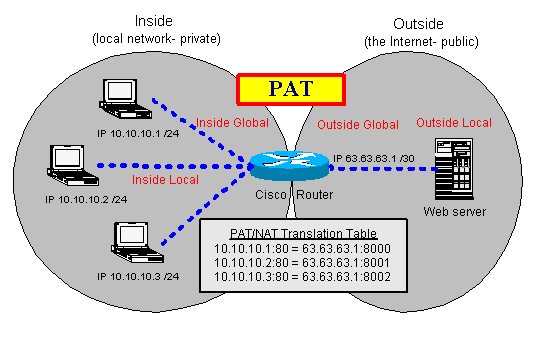 Inside
(local network- private)
Outside
(the Internet- public)
PAT
Inside Global
Outside Global
Outside Local
IP 10.10.10.1 /24
IP 63.63.63.1 /30
Inside Local
IP 10.10.10.2 /24
Cisco Router
Web server
IP 10.10.10.3 /24
PAT/NAT Translation Table
10.10.10.1:80 = 63.63.63.1:8000
10.10.10.2:80 = 63.63.63.1:8001
10.10.10.3:80 = 63.63.63.1:8002